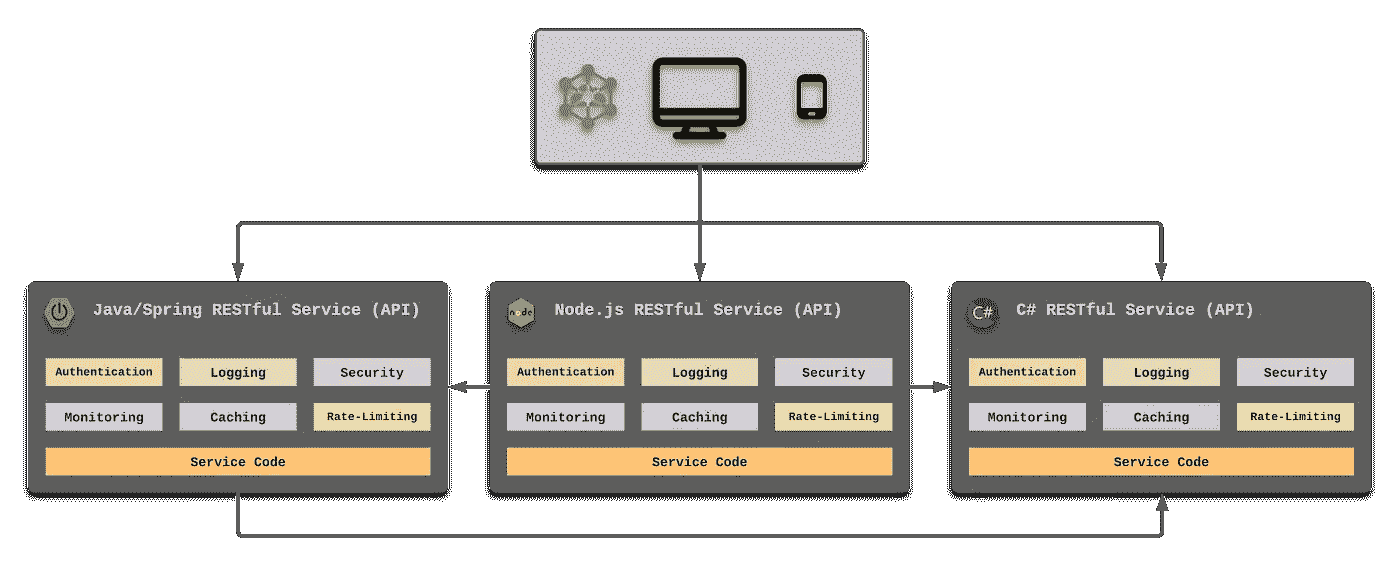 Java/Spring RESTful Service (API)
Authentication Logging Security
Monitoring Caching Rate-Limiting
Service Code
node
Node.js RESTful Service (API)
Authentication Logging Security
Monitoring Caching Rate-Limiting
Service Code
C#
C# RESTful Service (API)
Authentication Logging Security
Monitoring Caching Rate-Limiting
Service Code